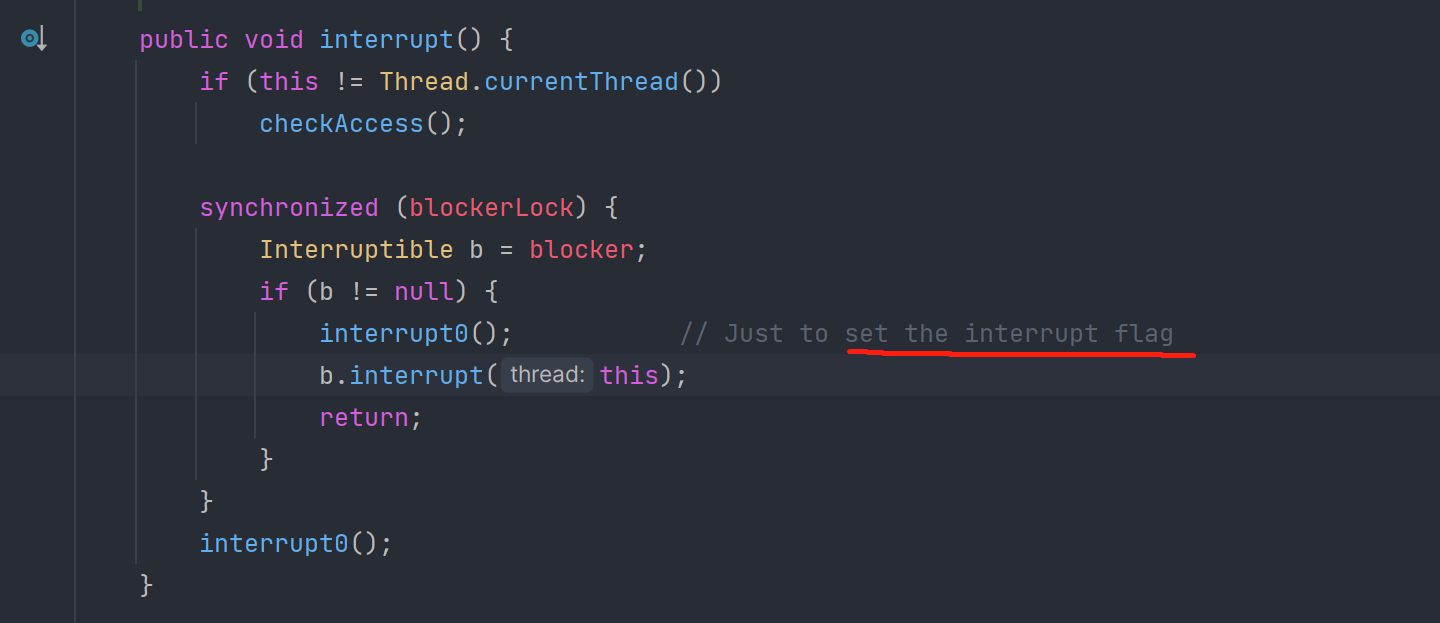 public void interrupt() {
if (this != Thread.currentThread())
checkAccess();
synchronized (blockerLock) {
Interruptible b = blocker;
if (b != null) {
interrupt0();           // Just to set the interrupt flag
b.interrupt( thread: this);
return;
}
}
interrupt0();
}